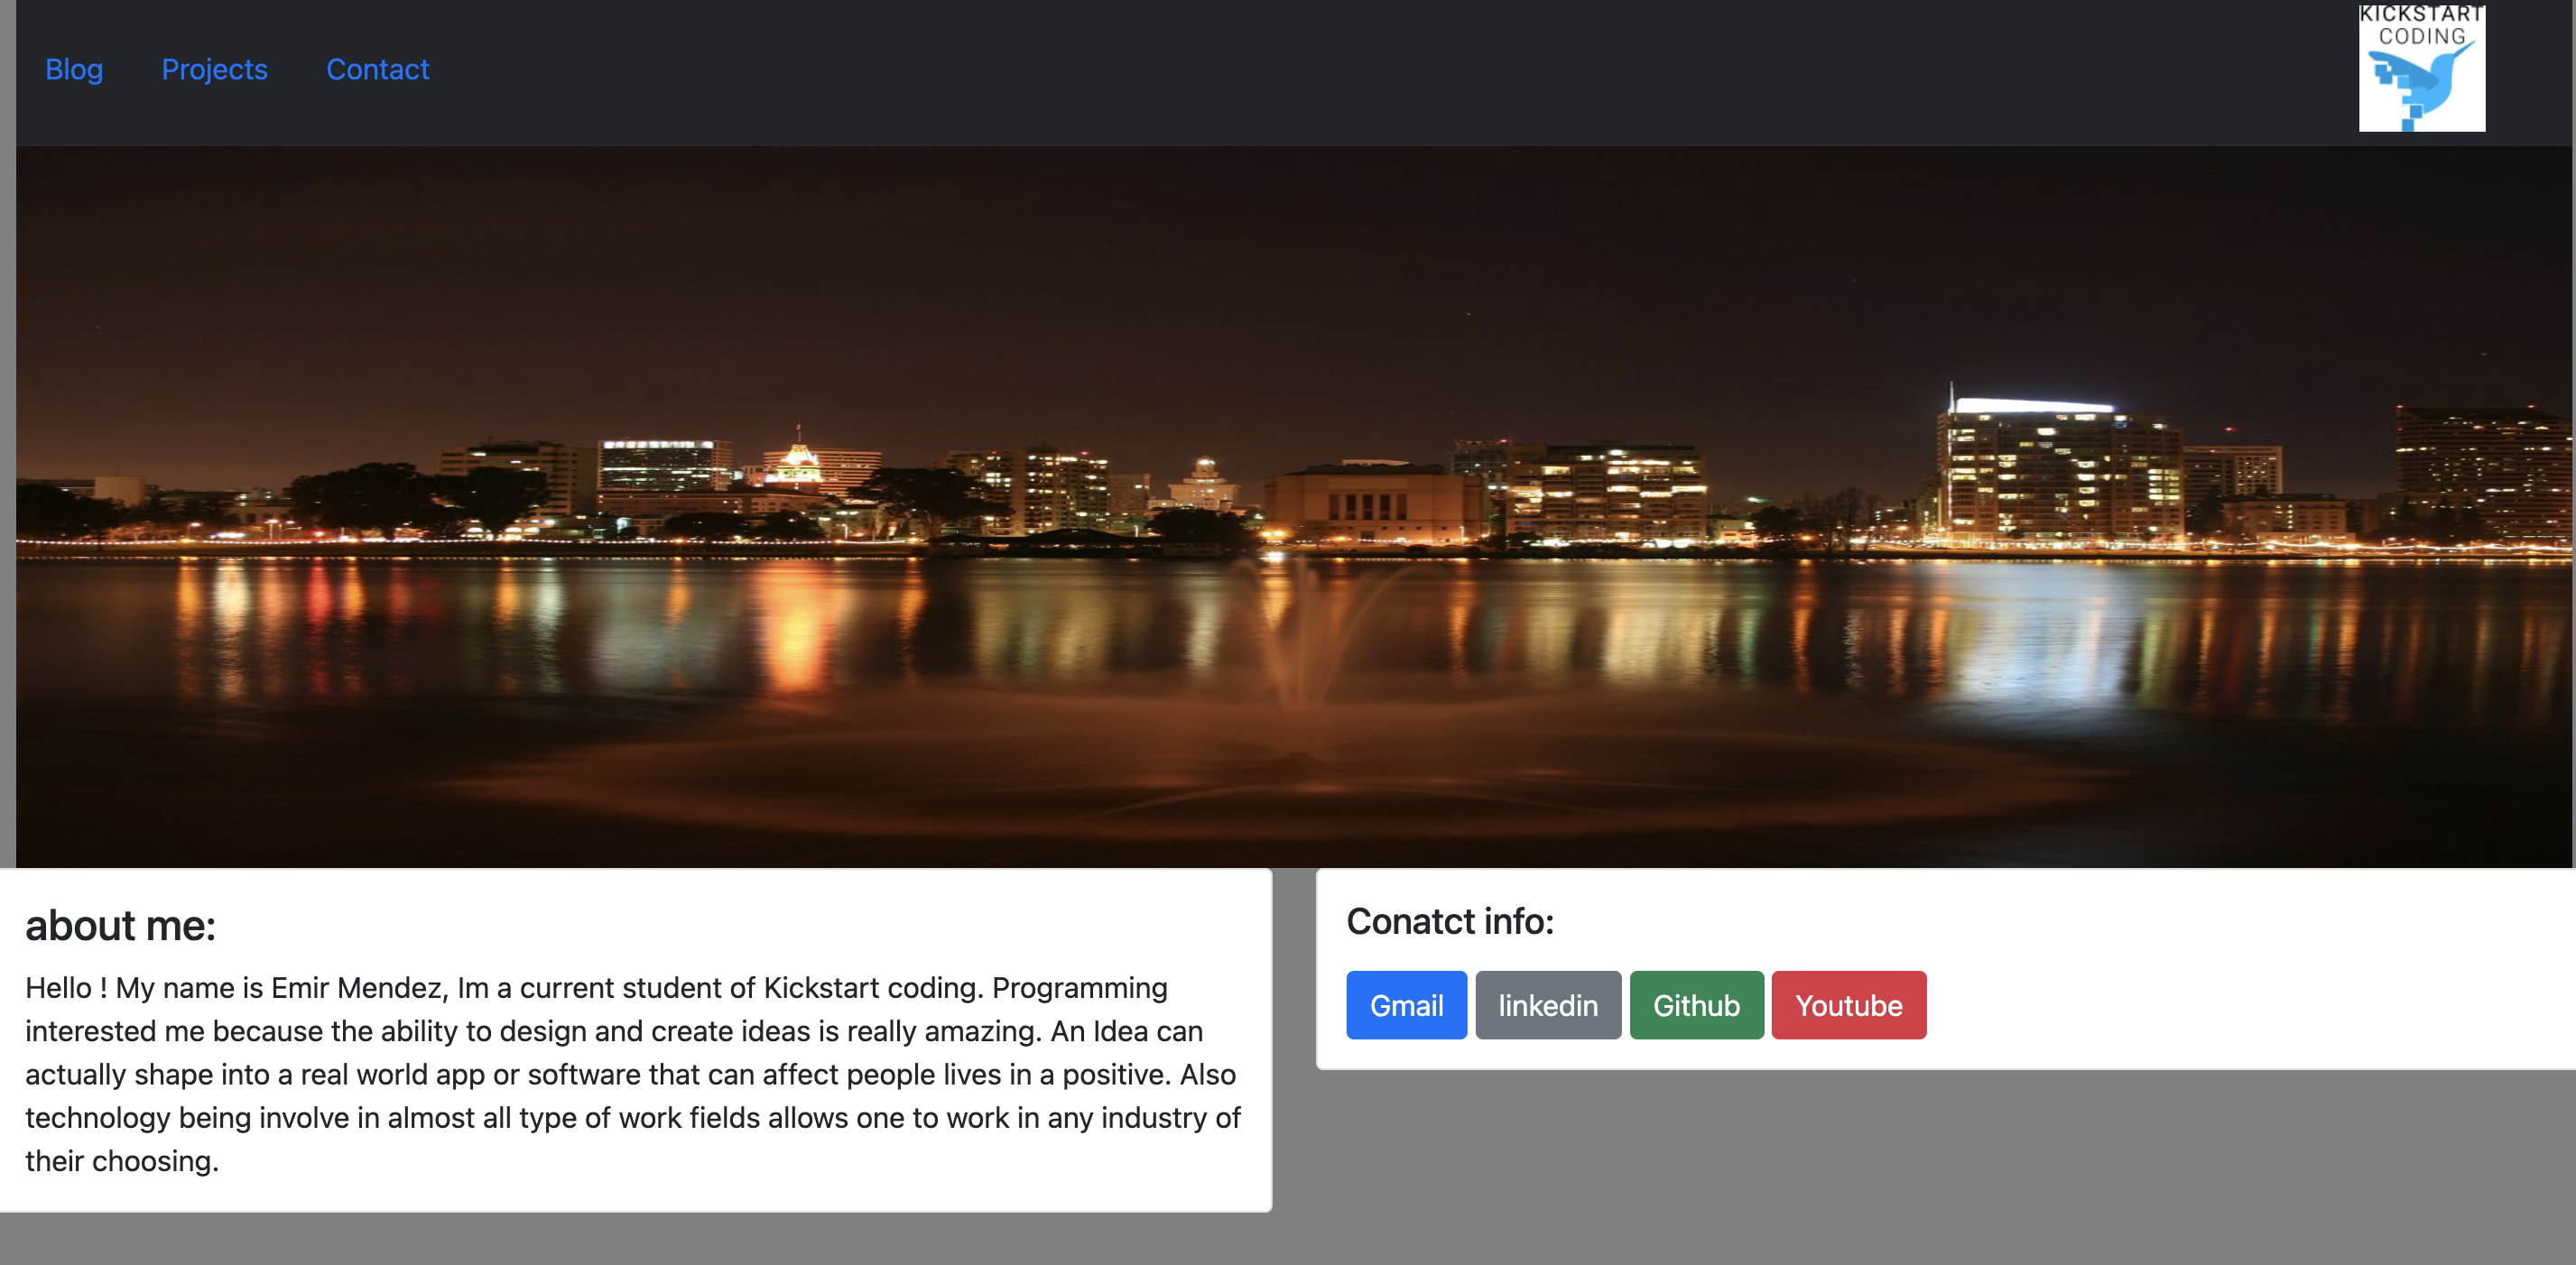 Blog Projects Contact
KICKSTART
CODING
about me:
Hello ! My name is Emir Mendez, Im a current student of Kickstart coding. Programming
interested me because the ability to design and create ideas is really amazing. An Idea can
actually shape into a real world app or software that can affect people lives in a positive. Also
technology being involve in almost all type of work fields allows one to work in any industry of
their choosing.
Conatct info:
Gmail linkedin Github Youtube